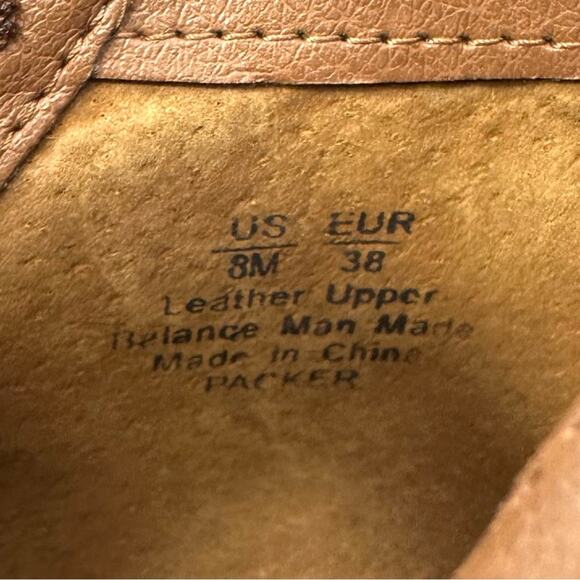 US EUR
8M 38
Leather Upper
Balance Man Made
Made in China
PACKER